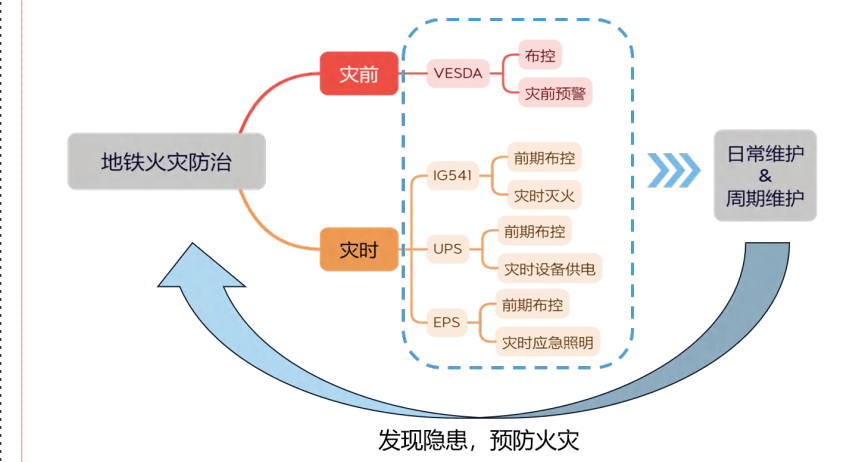 地铁火灾防治
灾前
VESDA
布控
灾前预警
灾时
IG541
前期布控
灾时灭火
UPS
前期布控
灾时设备供电
EPS
前期布控
灾时应急照明
日常维护
&
周期维护
发现隐患，预防火灾